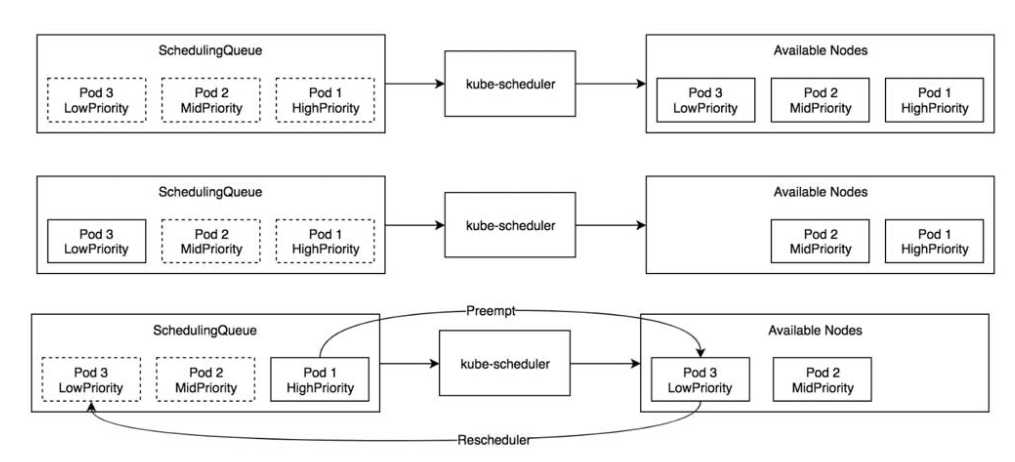 SchedulingQueue
Pod 3
LowPriority
Pod 2
MidPriority
Pod 1
HighPriority
kube-scheduler
Available Nodes
Pod 3
LowPriority
Pod 2
MidPriority
Pod 1
HighPriority
SchedulingQueue
Pod 3
LowPriority
Pod 2
MidPriority
Pod 1
HighPriority
kube-scheduler
Available Nodes
Pod 2
MidPriority
Pod 1
HighPriority
Preempt
SchedulingQueue
Pod 3
LowPriority
Pod 2
MidPriority
Pod 1
HighPriority
kube-scheduler
Available Nodes
Pod 3
LowPriority
Pod 2
MidPriority
Rescheduler